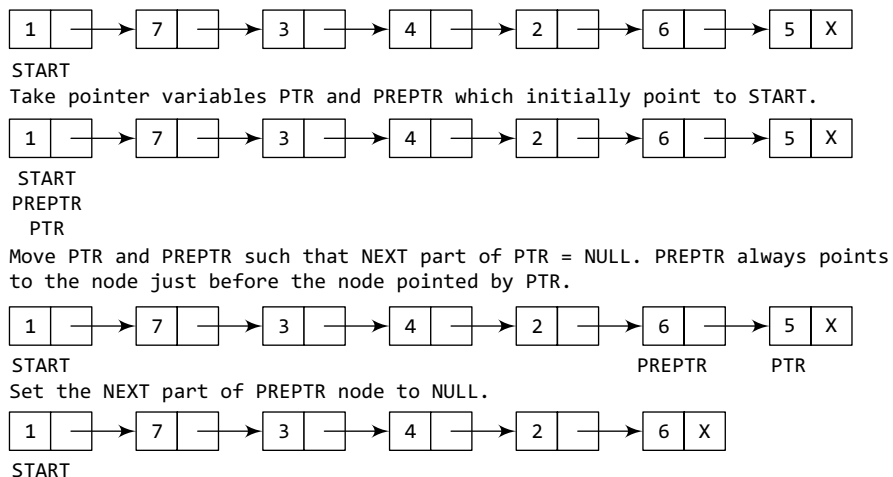 1 7 3 4 2 6 5 X
START
Take pointer variables PTR and PREPTR which initially point to START.
1 7 3 4 2 6 5 X
START
PREPTR
PTR
Move PTR and PREPTR such that NEXT part of PTR = NULL. PREPTR always points
to the node just before the node pointed by PTR.
1 7 3 4 2 6 5 X
START PREPTR PTR
Set the NEXT part of PREPTR node to NULL.
1 7 3 4 2 6 X
START